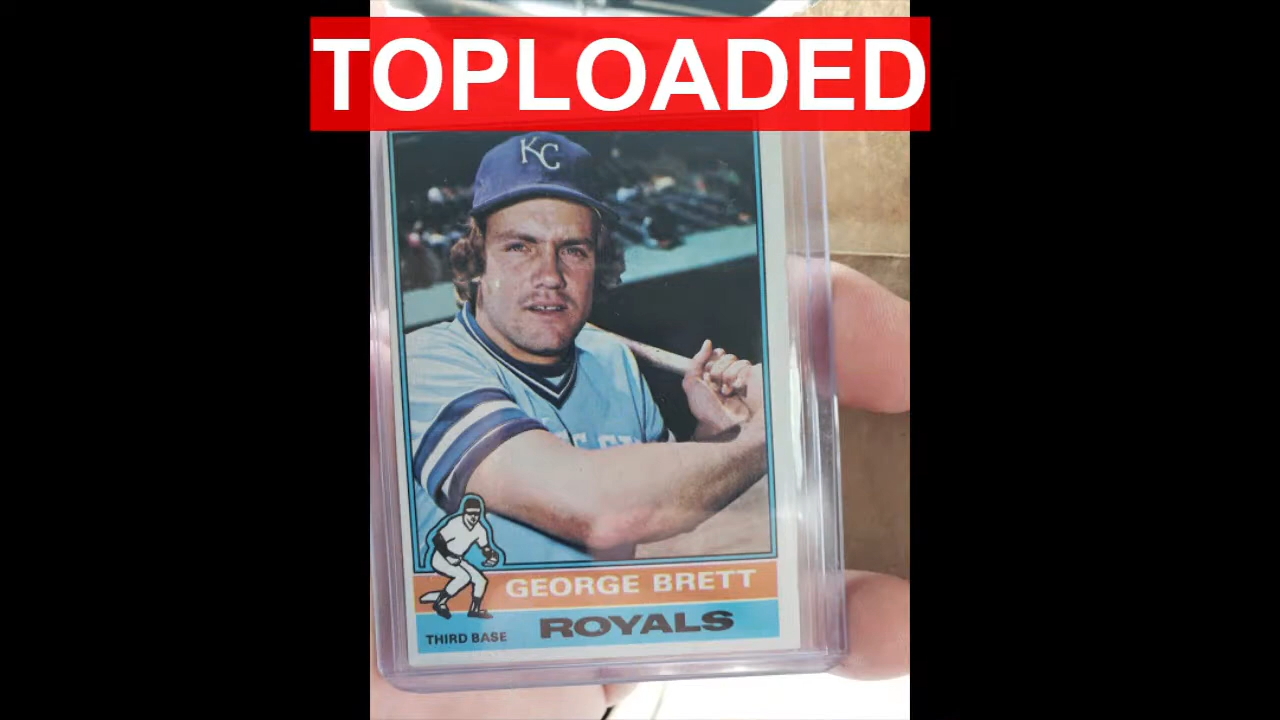 TOPLOADED
KC
GEORGE BRETT
ROYALS
THIRD BASE